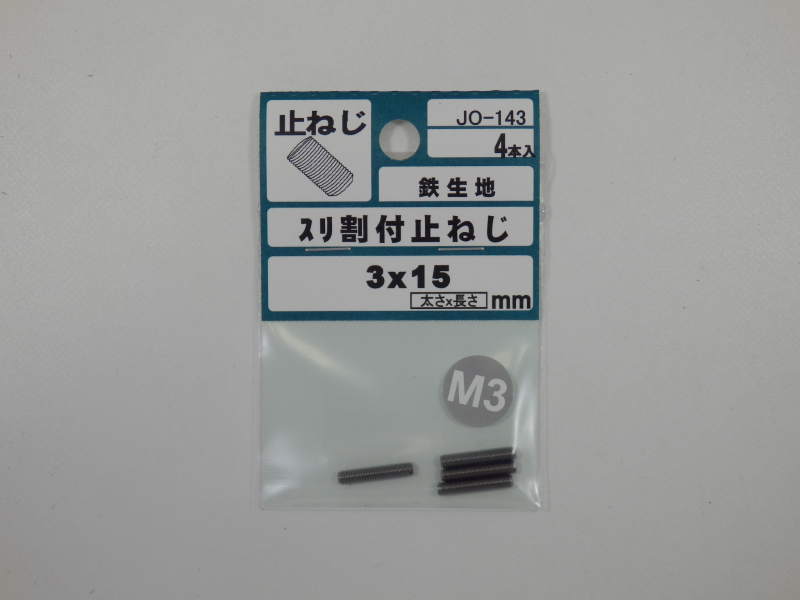 止ねじ
JO-143
4本入
鉄生地
ｽﾘ割付止ねじ
3x15
太さx長さ mm
M3